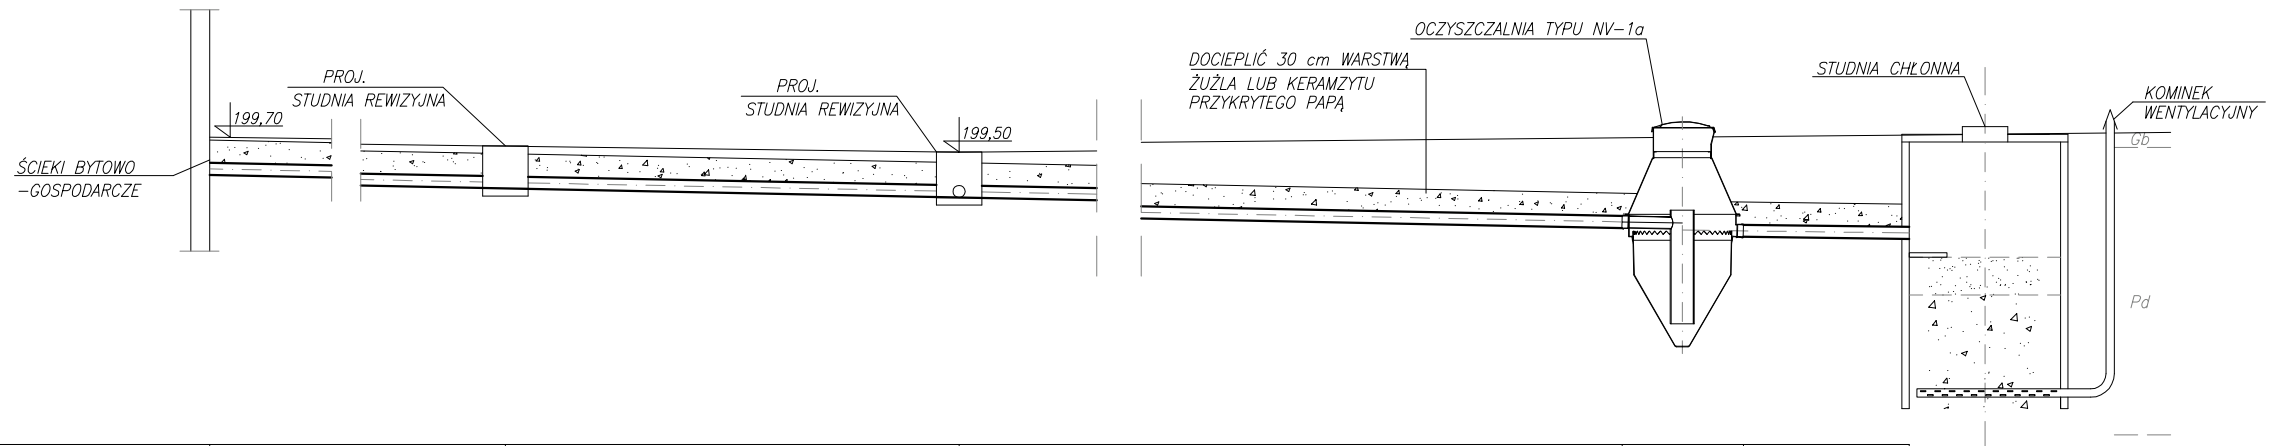 OCZYSZCZALNIA TYPU NV-1a
DOCIEPLIĆ 30 cm WARSTWĄ
ŻUŻLA LUB KERAMZYTU
PRZYKRYTEGO PAPĄ
STUDNIA CHŁONNA
PROJ.
STUDNIA REWIZYJNA
PROJ.
STUDNIA REWIZYJNA
KOMINEK
WENTYLACYJNY
199,70
199,50
Gb
ŚCIEKI BYTOWO
-GOSPODARCZE
Pd